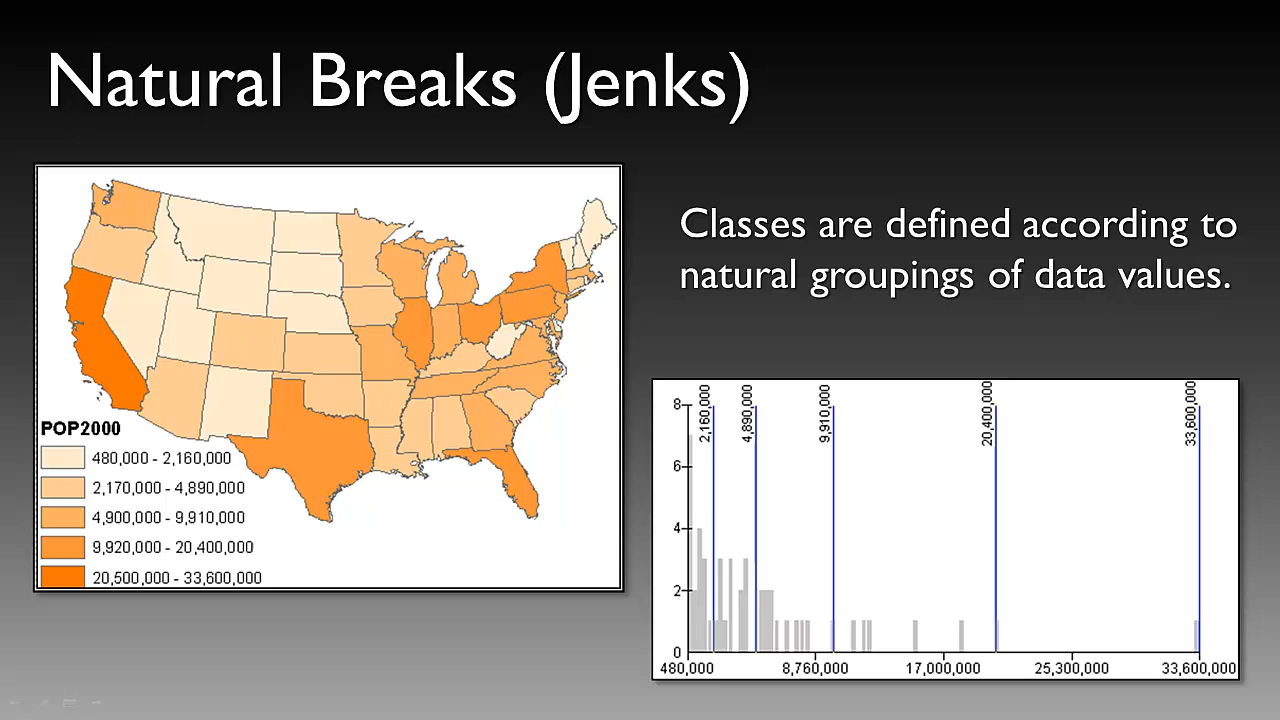 Natural Breaks (Jenks)
Classes are defined according to
natural groupings of data values.
POP2000
480,000 - 2,160,000
2,170,000 - 4,890,000
4,900,000 - 9,910,000
9,920,000 - 20,400,000
20,500,000 - 33,600,000
2,160,000
4,890,000
9,910,000
20,400,000
33,600,000
8
6
4
2
0
480,000 8,760,000 17,000,000 25,300,000 33,600,000